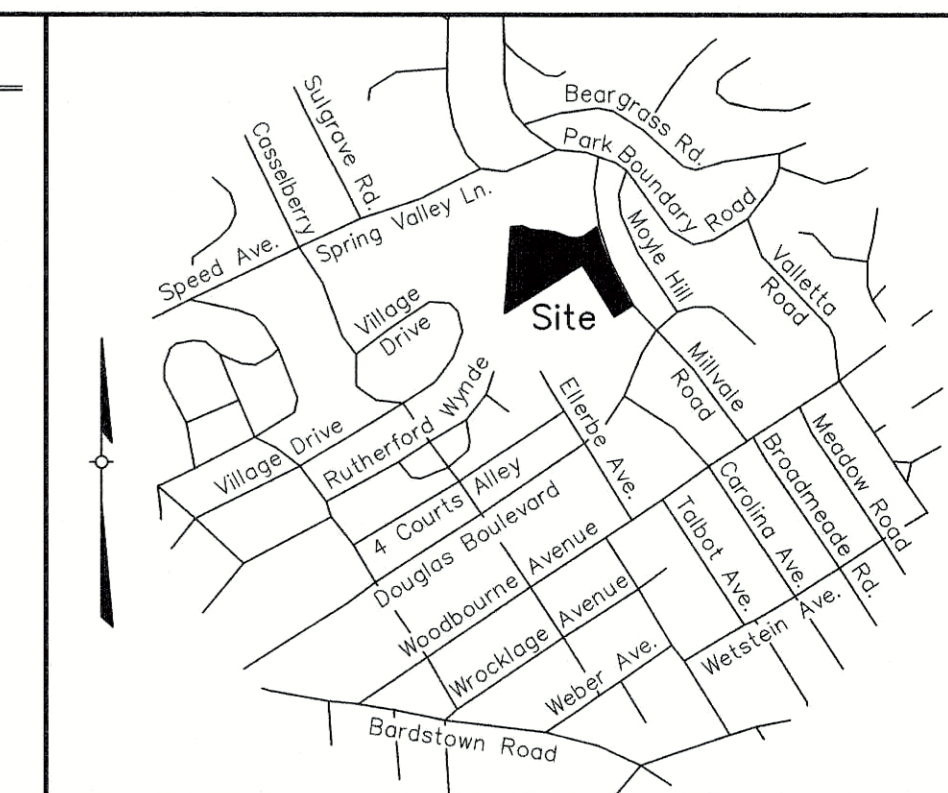 Beargrass Rd.
Sulgrave Rd.
Casselberry
Park Boundary Road
Spring Valley Ln.
Speed Ave.
Moyle Hill
Valletta
Road
Site
Village
Drive
Millvale
Road
Ellerbe Ave.
Rutherford Wynde
Village Drive
Meadow Road
Broadmeade Rd.
Carolina Ave.
Talbot Ave.
4 Courts Alley
Douglas Boulevard
Woodbourne Avenue
Wrocklage Avenue
Wetstein Ave.
Weber Ave.
Bardstown Road